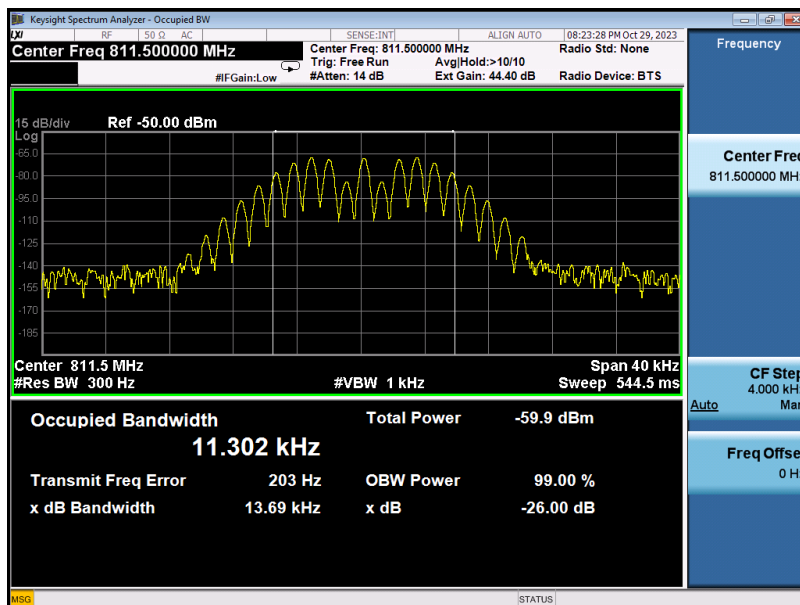 Keysight Spectrum Analyzer - Occupied BW
LXI RF 50 Ω AC SENSE:INT ALIGN AUTO 08:23:28 PM Oct 29, 2023
Center Freq 811.500000 MHz Center Freq: 811.500000 MHz Radio Std: None
Trig: Free Run Avg|Hold:>10/10
#IFGain:Low #Atten: 14 dB Ext Gain: 44.40 dB Radio Device: BTS
15 dB/div Ref -50.00 dBm
Log
-65.0
-80.0
-95.0
-110
-125
-140
-155
-170
-185
Center 811.5 MHz Span 40 kHz
#Res BW 300 Hz #VBW 1 kHz Sweep 544.5 ms
Occupied Bandwidth Total Power -59.9 dBm
11.302 kHz
Transmit Freq Error 203 Hz OBW Power 99.00 %
x dB Bandwidth 13.69 kHz x dB -26.00 dB
MSG STATUS
Frequency
Center Freq
811.500000 MHz
CF Step
4.000 kHz
Auto Man
Freq Offset
0 Hz